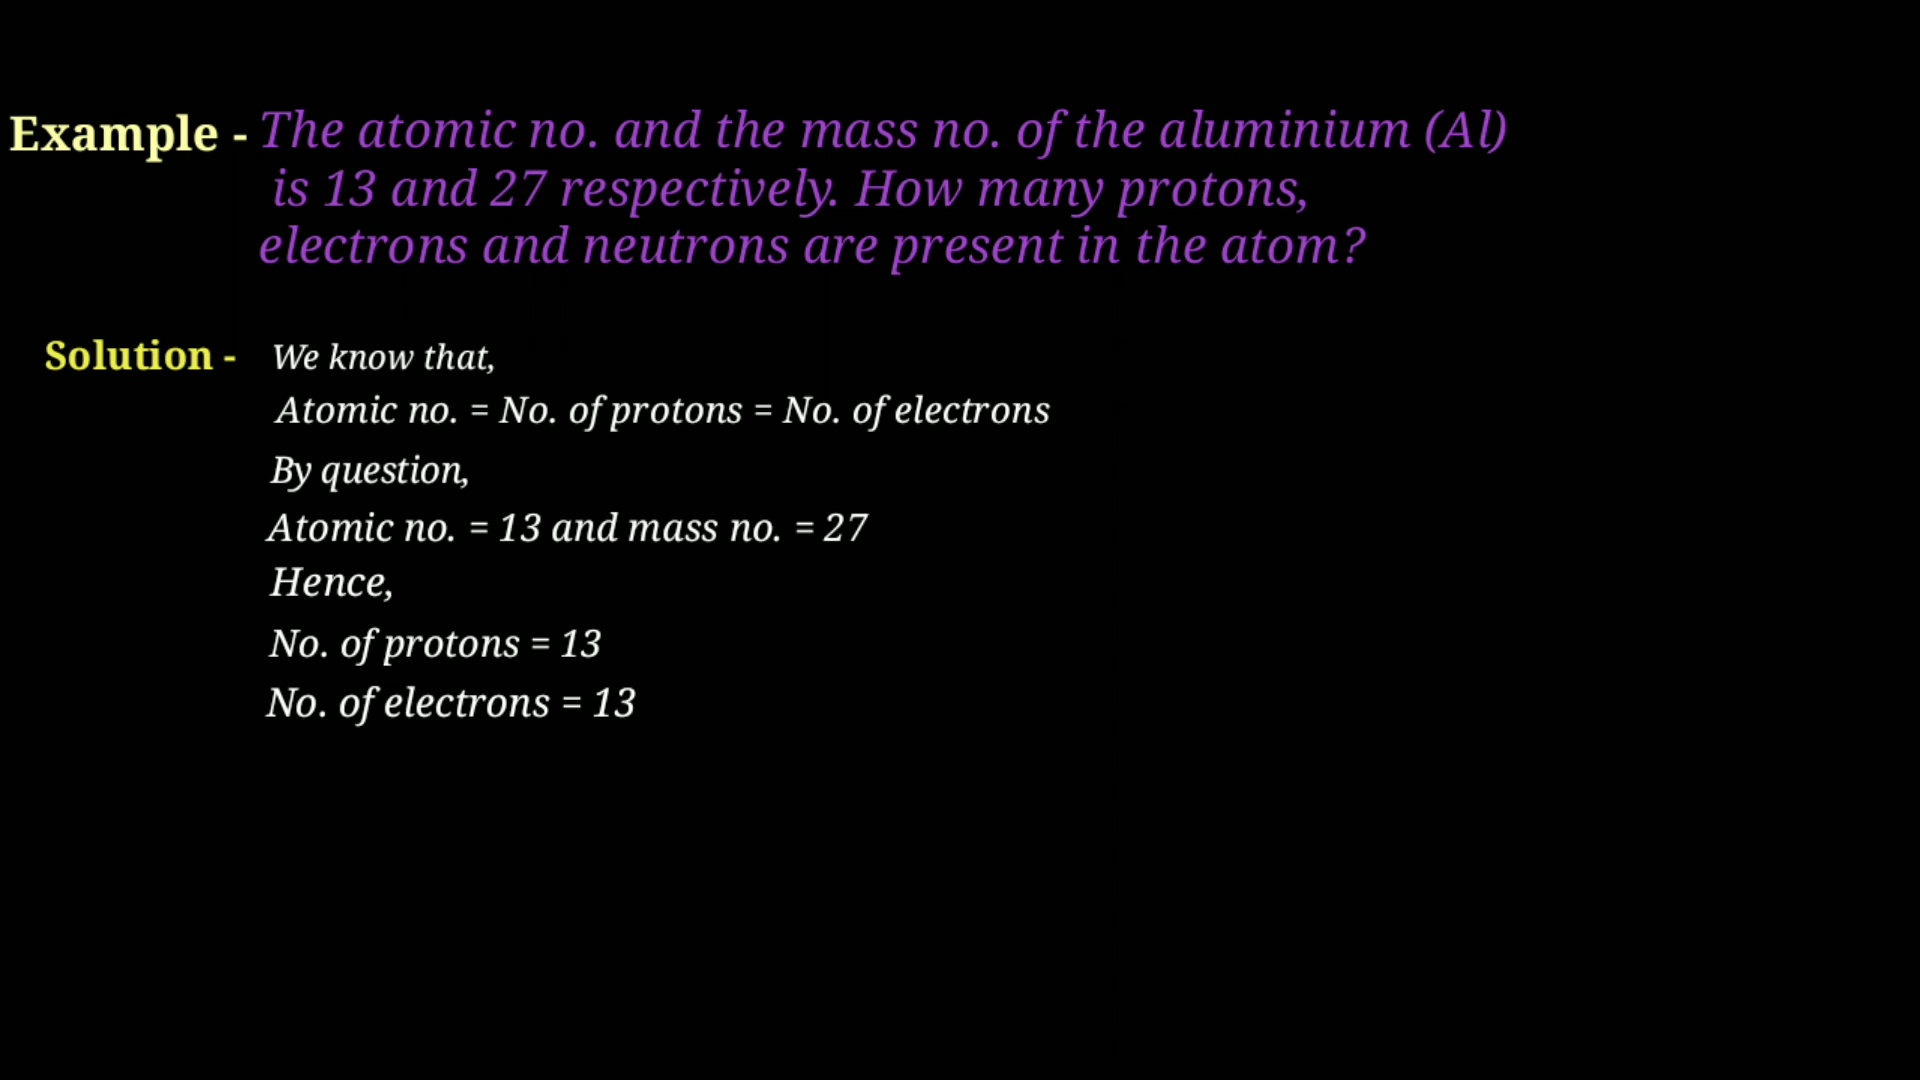 Example - The atomic no. and the mass no. of the aluminium (Al)
is 13 and 27 respectively. How many protons,
electrons and neutrons are present in the atom?
Solution - We know that,
Atomic no. = No. of protons = No. of electrons
By question,
Atomic no. = 13 and mass no. = 27
Hence,
No. of protons = 13
No. of electrons = 13